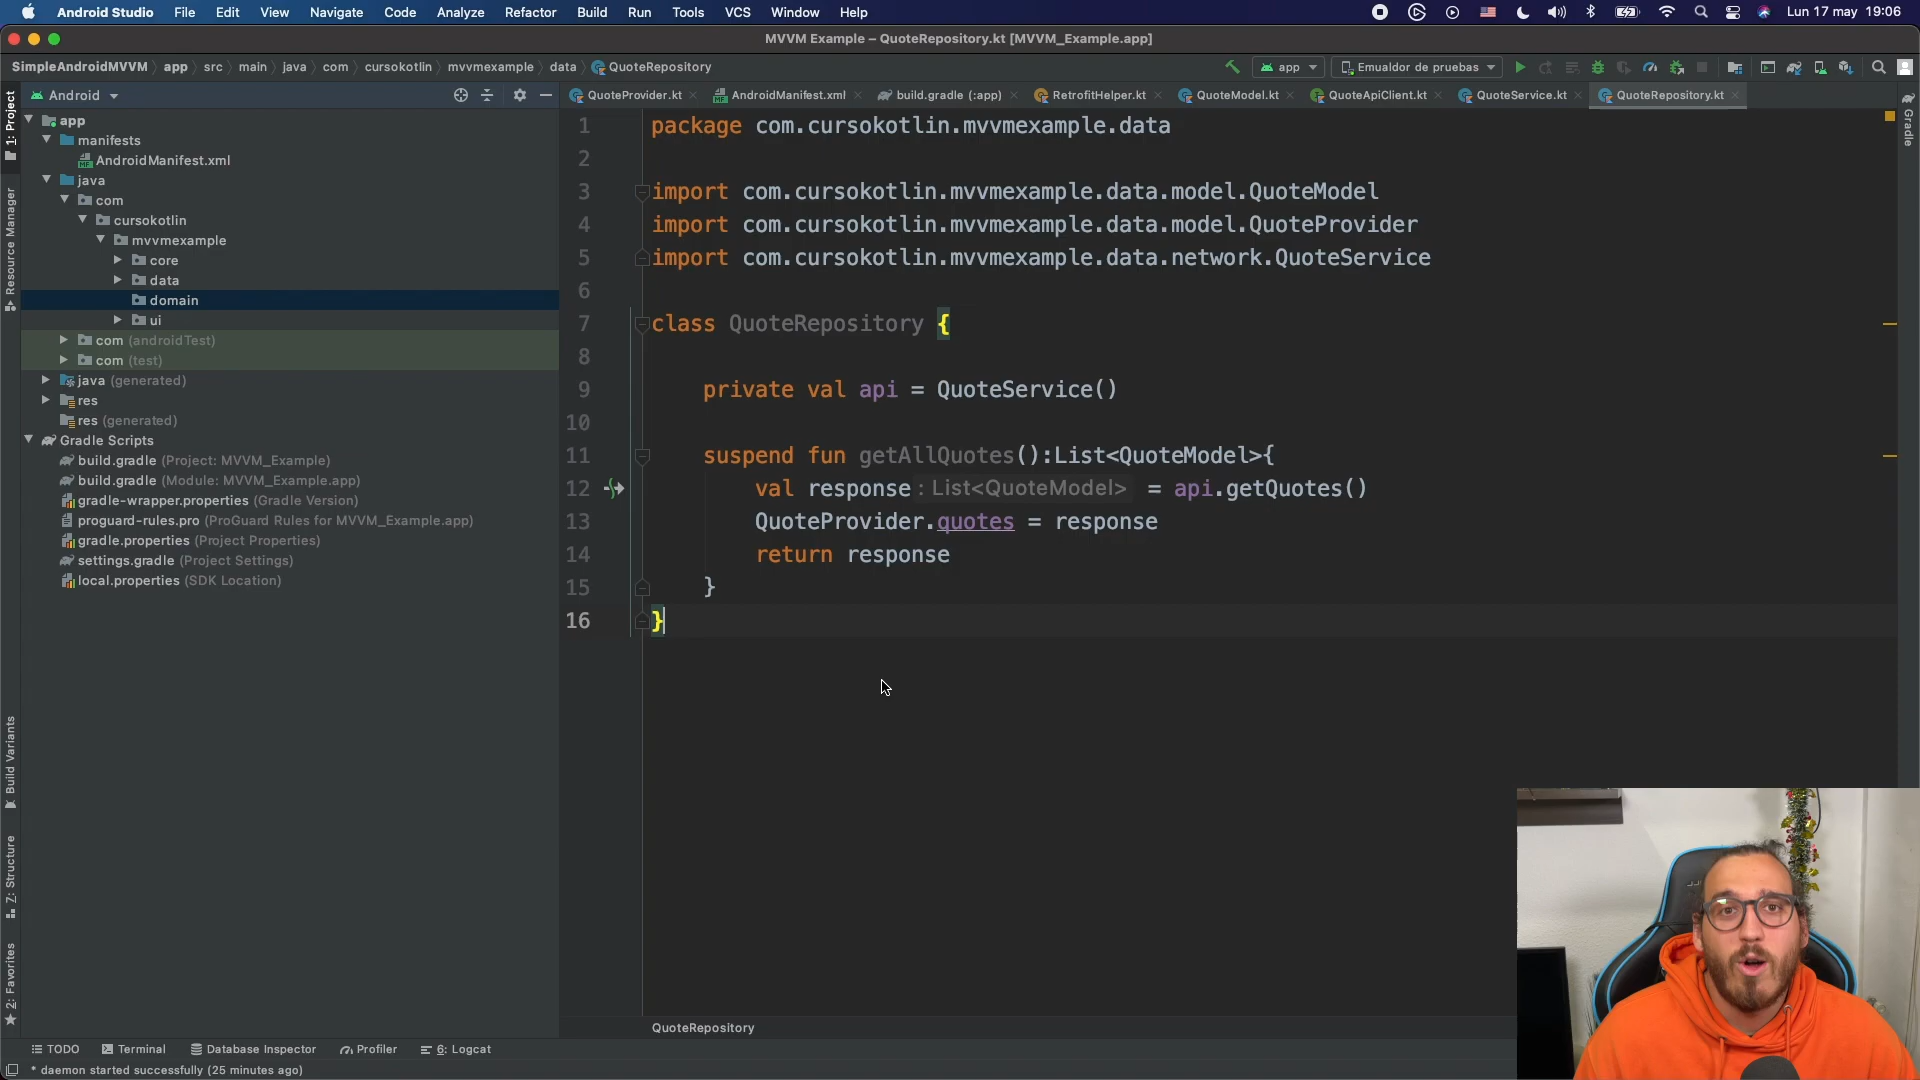 Android Studio File Edit View Navigate Code Analyze Refactor Build Run Tools VCS Window Help Lun 17 may 19:06
MVVM Example – QuoteRepository.kt [MVVM_Example.app]
SimpleAndroidMVVM app src main java com cursokotlin mvvmexample data QuoteRepository app Emualdor de pruebas
Android QuoteProvider.kt AndroidManifest.xml build.gradle (:app) RetrofitHelper.kt QuoteModel.kt QuoteApiClient.kt QuoteService.kt QuoteRepository.kt
1: Project
Resource Manager
Build Variants
Z: Structure
2: Favorites
Gradle
app
manifests
AndroidManifest.xml
java
com
cursokotlin
mvvmexample
core
data
domain
ui
com (androidTest)
com (test)
java (generated)
res
res (generated)
Gradle Scripts
build.gradle (Project: MVVM_Example)
build.gradle (Module: MVVM_Example.app)
gradle-wrapper.properties (Gradle Version)
proguard-rules.pro (ProGuard Rules for MVVM_Example.app)
gradle.properties (Project Properties)
settings.gradle (Project Settings)
local.properties (SDK Location)
1 package com.cursokotlin.mvvmexample.data
2
3 import com.cursokotlin.mvvmexample.data.model.QuoteModel
4 import com.cursokotlin.mvvmexample.data.model.QuoteProvider
5 import com.cursokotlin.mvvmexample.data.network.QuoteService
6
7 class QuoteRepository {
8
9 private val api = QuoteService()
10
11 suspend fun getAllQuotes():List<QuoteModel>{
12 val response : List<QuoteModel> = api.getQuotes()
13 QuoteProvider.quotes = response
14 return response
15 }
16 }
QuoteRepository
TODO Terminal Database Inspector Profiler 6: Logcat
* daemon started successfully (25 minutes ago)